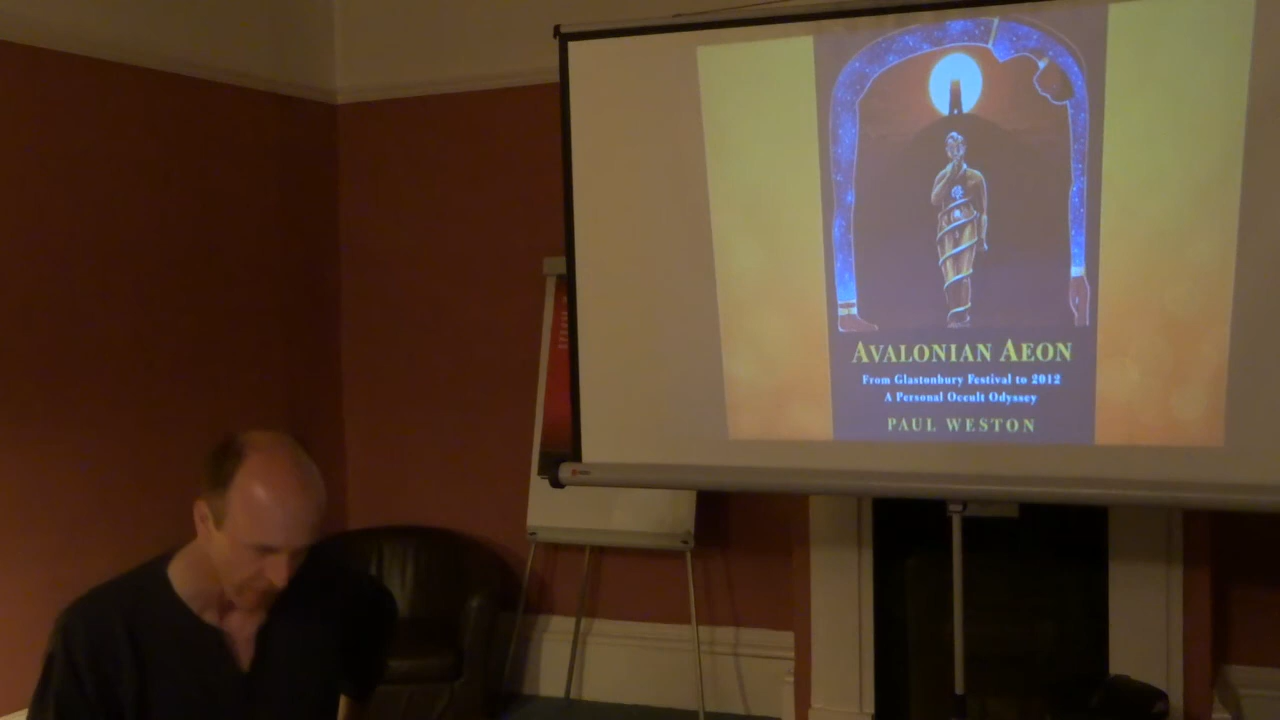 AVALONIAN AEON
From Glastonbury Festival to 2012
A Personal Occult Odyssey
PAUL WESTON